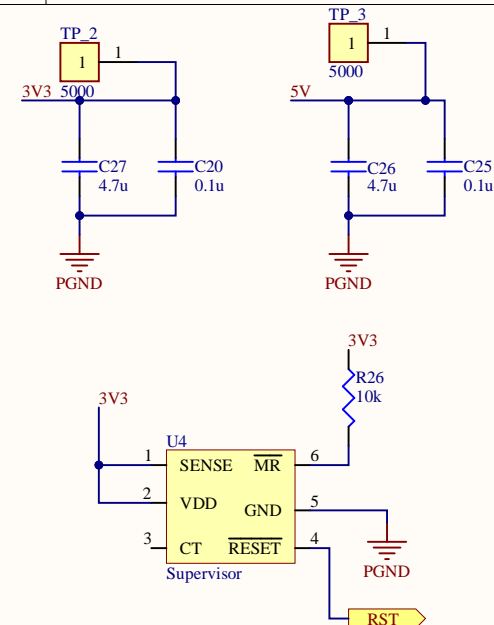 TP_2
1
1
3V3
5000
C27
4.7u
C20
0.1u
PGND
TP_3
1
1
5000
5V
C26
4.7u
C25
0.1u
PGND
3V3
R26
10k
3V3
U4
1
SENSE
MR
6
2
VDD
GND
5
3
CT
RESET
4
Supervisor
PGND
RST